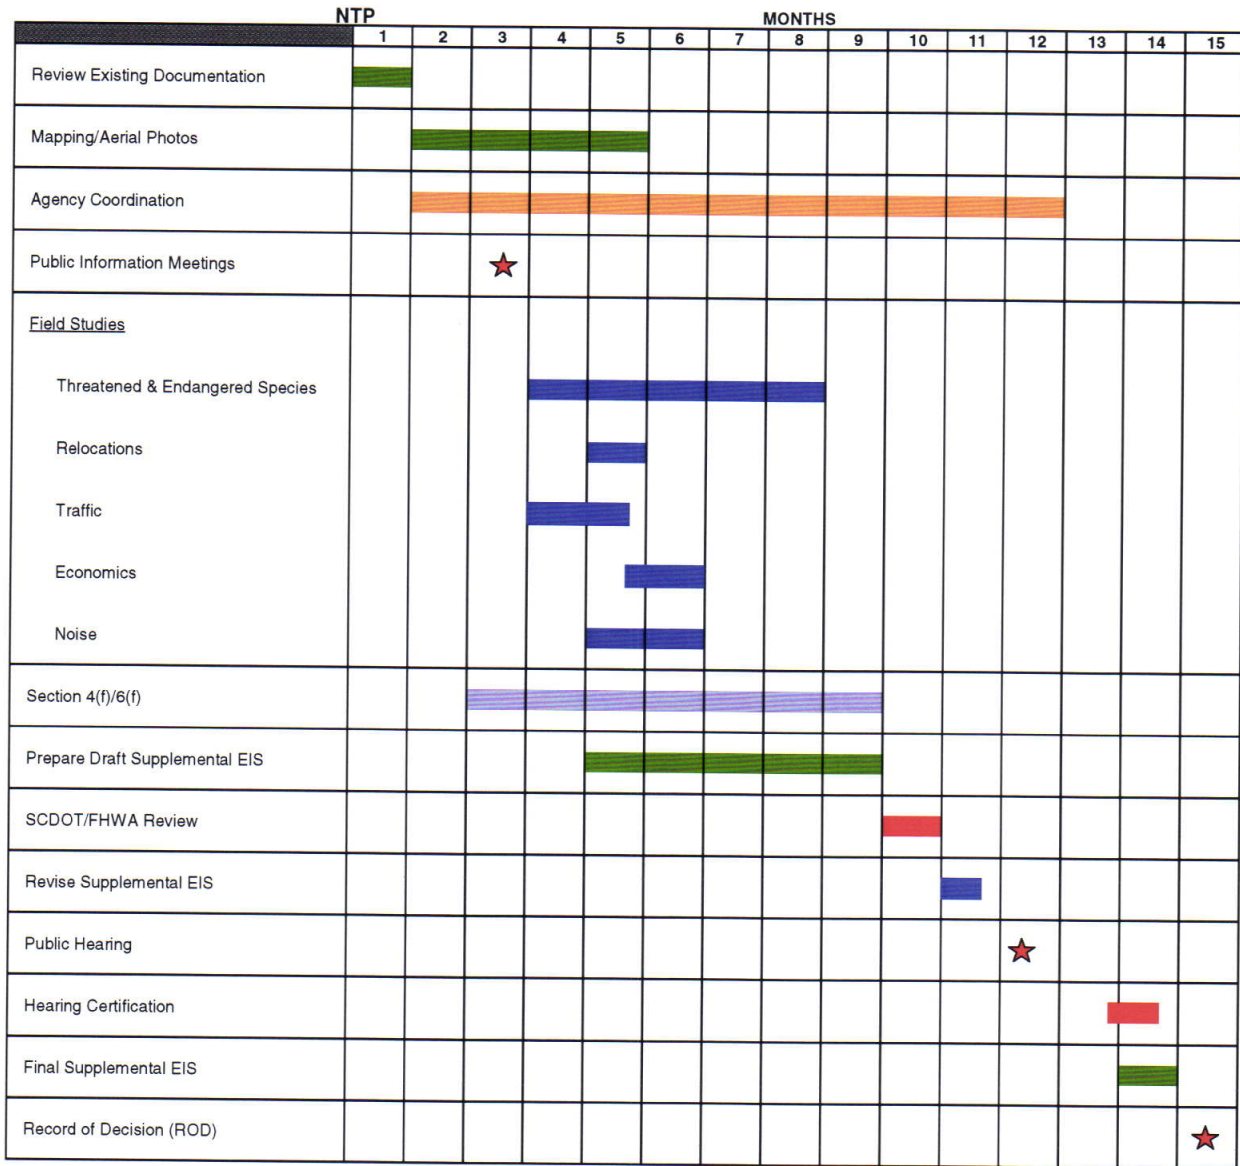 NTP
MONTHS
1 2 3 4 5 6 7 8 9 10 11 12 13 14 15
Review Existing Documentation
Mapping/Aerial Photos
Agency Coordination
Public Information Meetings
Field Studies
Threatened & Endangered Species
Relocations
Traffic
Economics
Noise
Section 4(f)/6(f)
Prepare Draft Supplemental EIS
SCDOT/FHWA Review
Revise Supplemental EIS
Public Hearing
Hearing Certification
Final Supplemental EIS
Record of Decision (ROD)